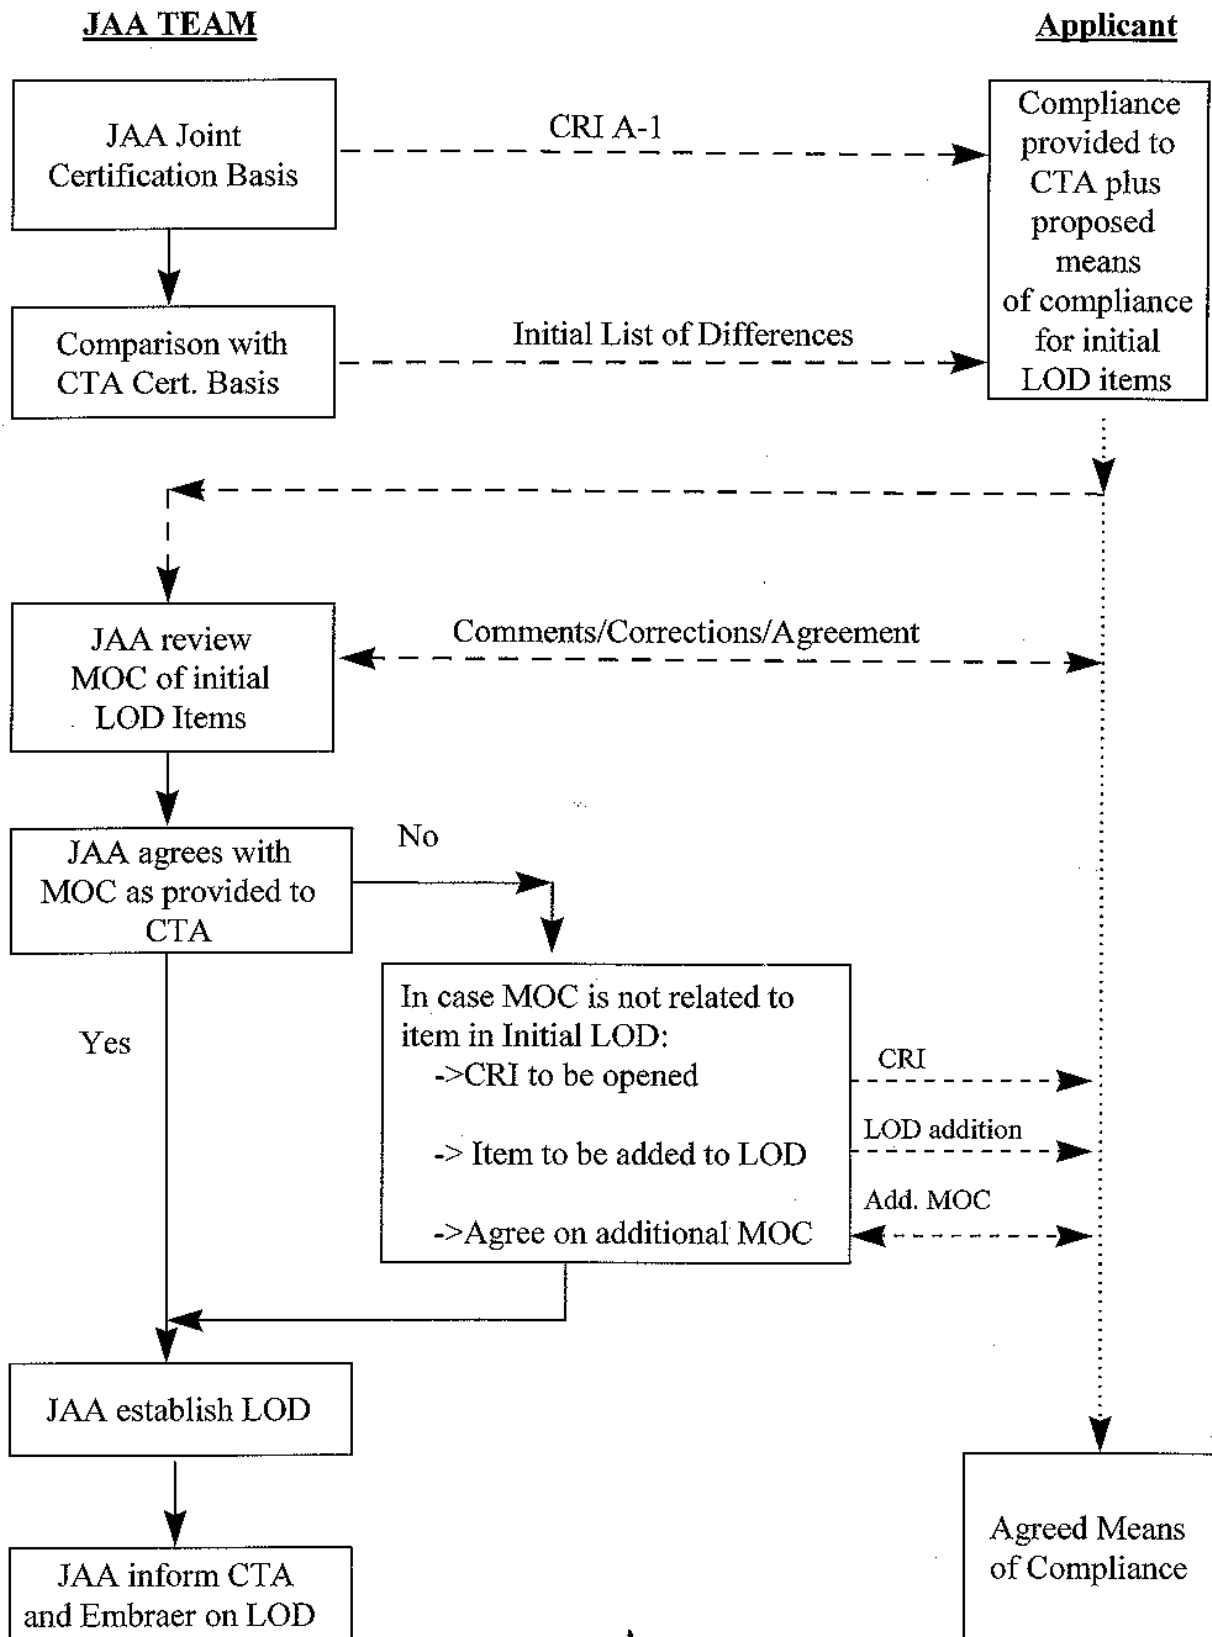 JAA TEAM
Applicant
JAA Joint
Certification Basis
CRI A-1
Compliance
provided to
CTA plus
proposed
means
of compliance
for initial
LOD items
Comparison with
CTA Cert. Basis
Initial List of Differences
JAA review
MOC of initial
LOD Items
Comments/Corrections/Agreement
JAA agrees with
MOC as provided to
CTA
No
Yes
In case MOC is not related to
item in Initial LOD:
->CRI to be opened
-> Item to be added to LOD
->Agree on additional MOC
CRI
LOD addition
Add. MOC
JAA establish LOD
JAA inform CTA
and Embraer on LOD
Agreed Means
of Compliance